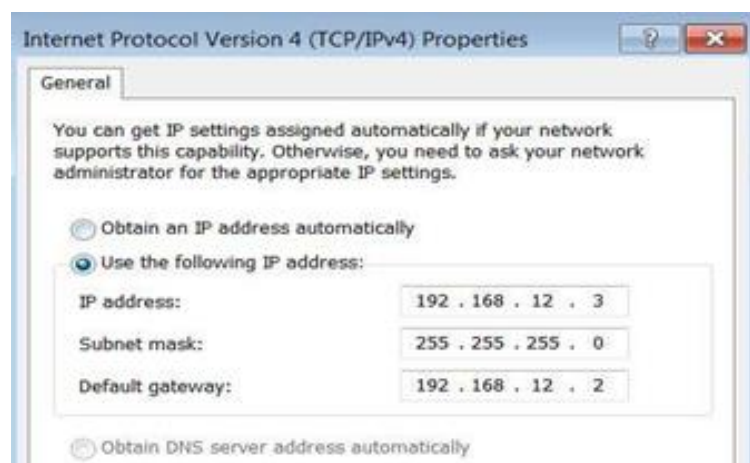 Internet Protocol Version 4 (TCP/IPv4) Properties
General
You can get IP settings assigned automatically if your network
supports this capability. Otherwise, you need to ask your network
administrator for the appropriate IP settings.
Obtain an IP address automatically
Use the following IP address:
IP address: 192 . 168 . 12 . 3
Subnet mask: 255 . 255 . 255 . 0
Default gateway: 192 . 168 . 12 . 2
Obtain DNS server address automatically